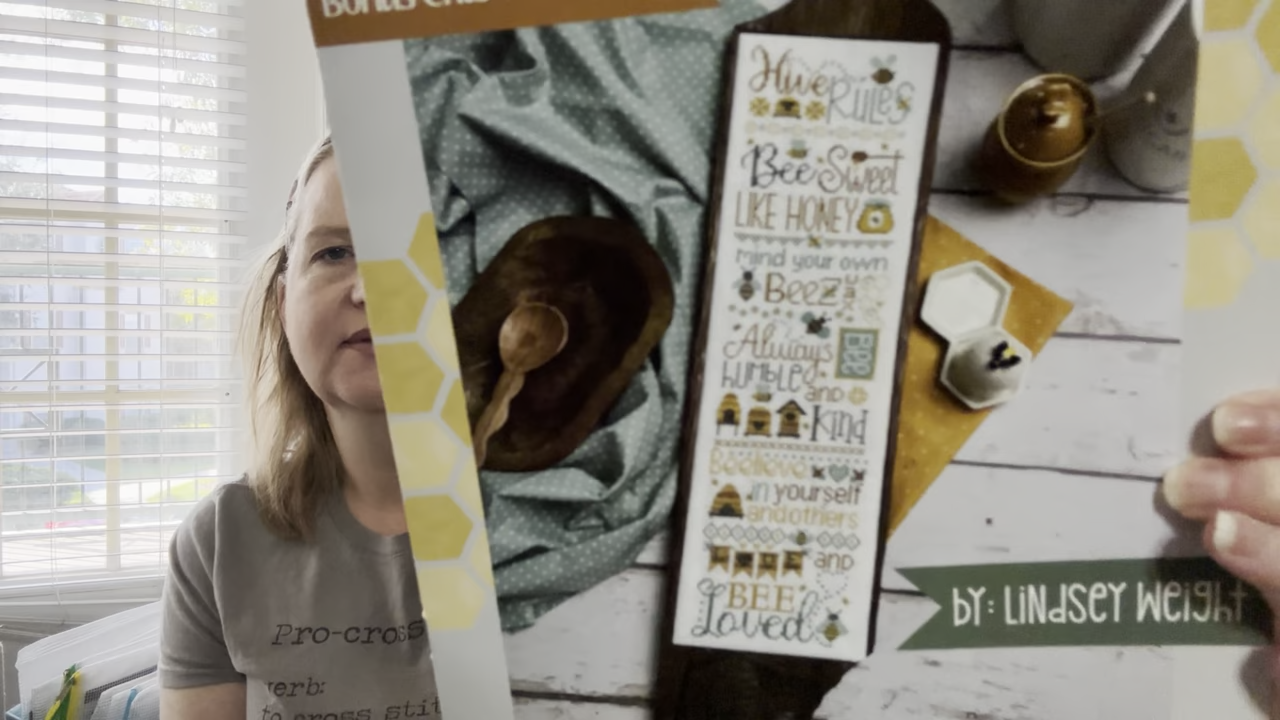 Bonus
Hive
Rules
Bee Sweet
LIKE HONEY
mind your own
Beez
Always
BEE
humble
and
Kind
Beelieve
in yourself
and others
and
BEE
Loved
by: Lindsey Weight
Pro-cross
verb:
to cross stit